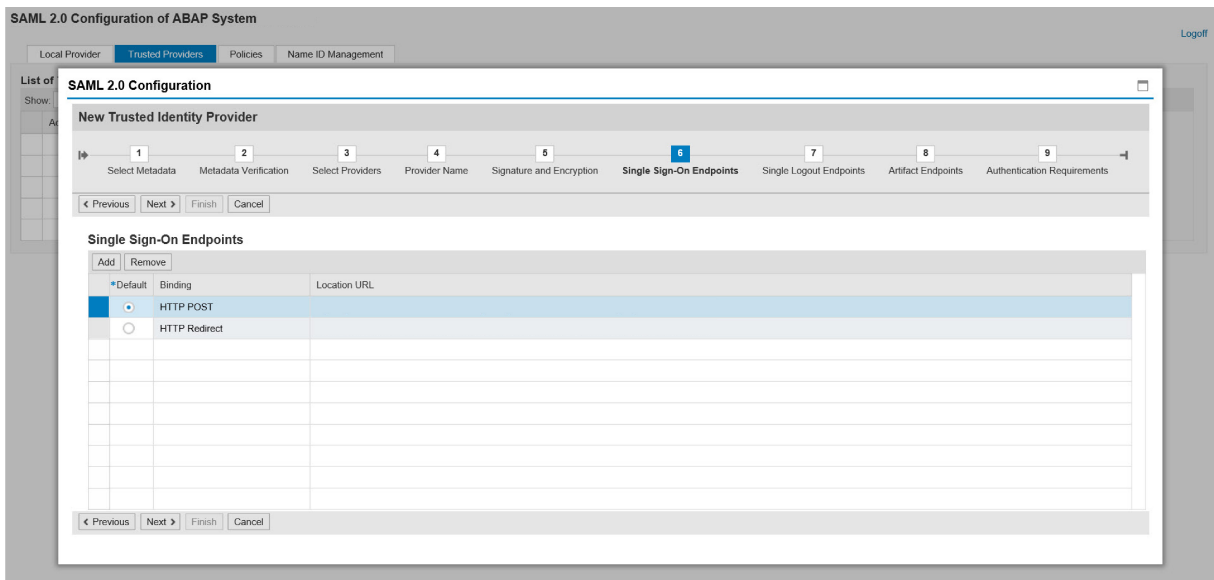 SAML 2.0 Configuration of ABAP System
Logoff
Local Provider Trusted Providers Policies Name ID Management
List of
SAML 2.0 Configuration
Show:
New Trusted Identity Provider
1 2 3 4 5 6 7 8 9
Select Metadata Metadata Verification Select Providers Provider Name Signature and Encryption Single Sign-On Endpoints Single Logout Endpoints Artifact Endpoints Authentication Requirements
Previous Next Finish Cancel
Single Sign-On Endpoints
Add Remove
*Default Binding Location URL
HTTP POST
HTTP Redirect
Previous Next Finish Cancel